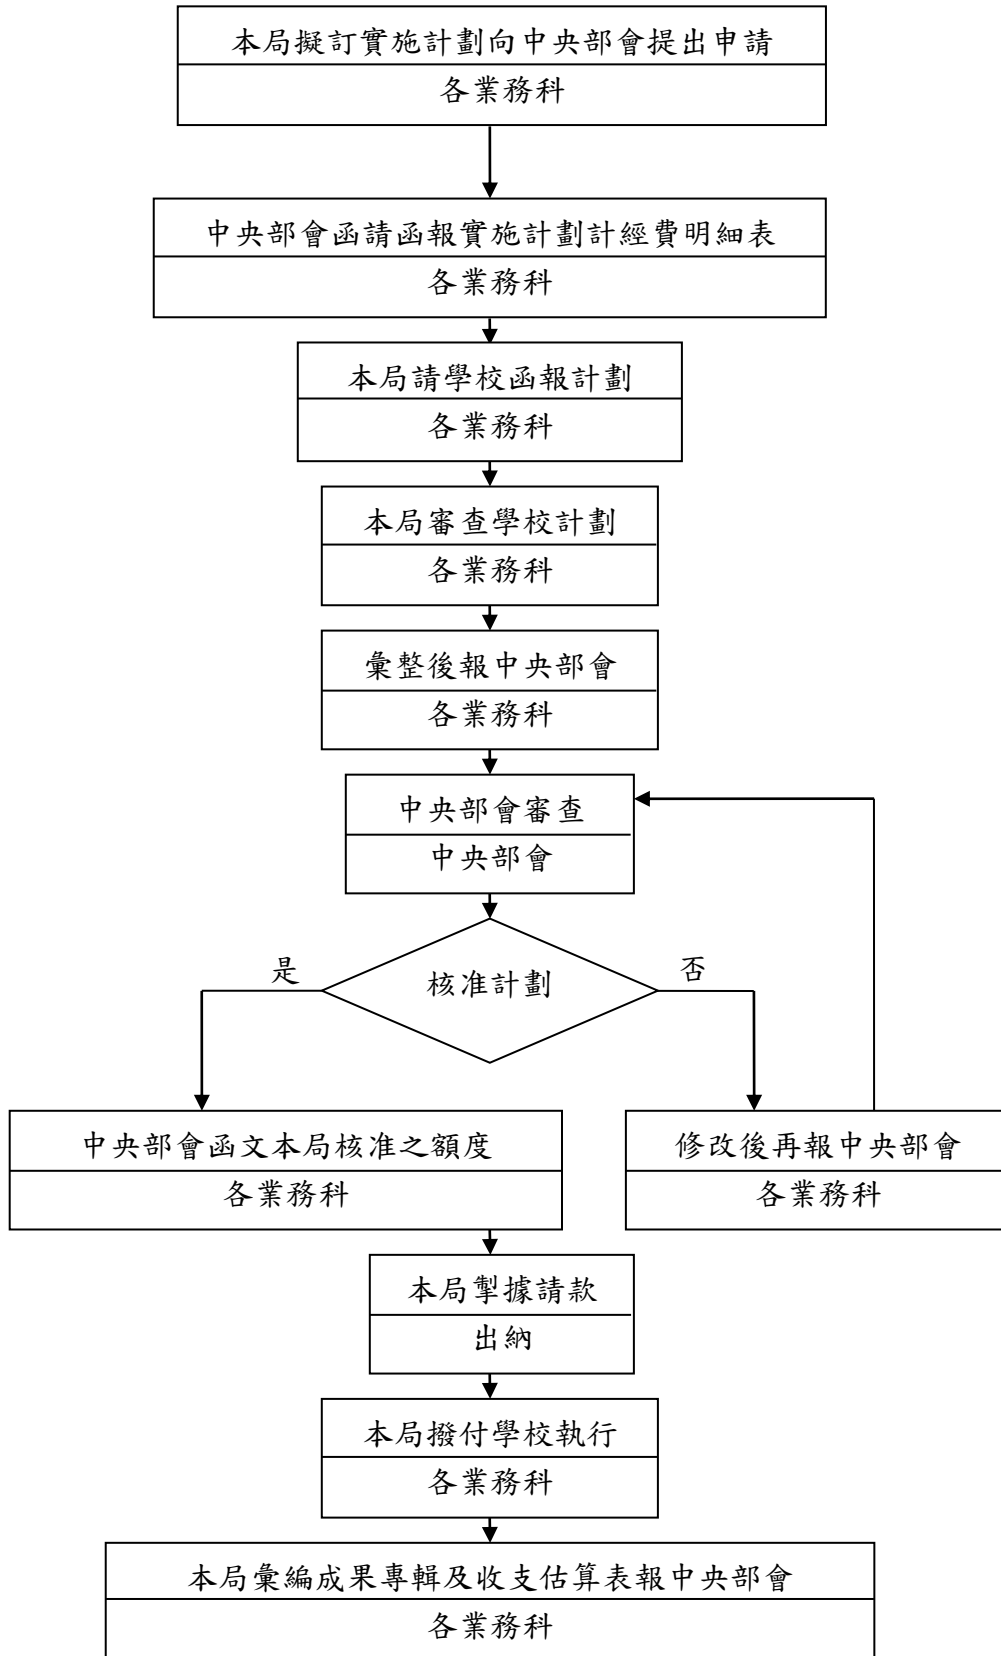 本局擬訂實施計劃向中央部會提出申請
各業務科
中央部會函請函報實施計劃計經費明細表
各業務科
本局請學校函報計劃
各業務科
本局審查學校計劃
各業務科
彙整後報中央部會
各業務科
中央部會審查
中央部會
是
核准計劃
否
中央部會函文本局核准之額度
各業務科
修改後再報中央部會
各業務科
本局掣據請款
出納
本局撥付學校執行
各業務科
本局彙編成果專輯及收支估算表報中央部會
各業務科